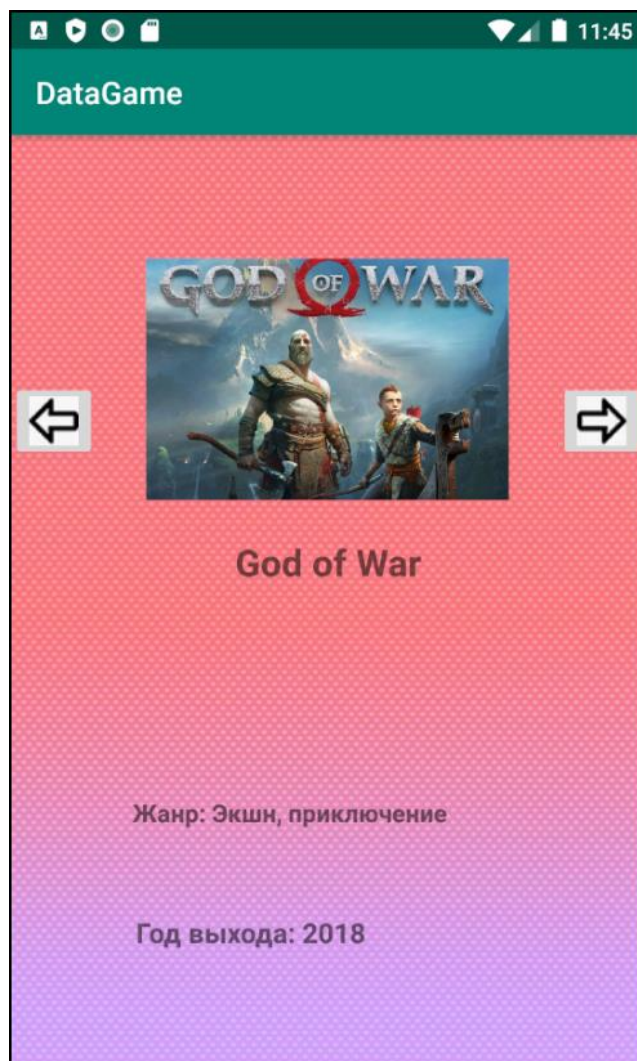 11:45
DataGame
GOD OF WAR
God of War
Жанр: Экшн, приключение
Год выхода: 2018